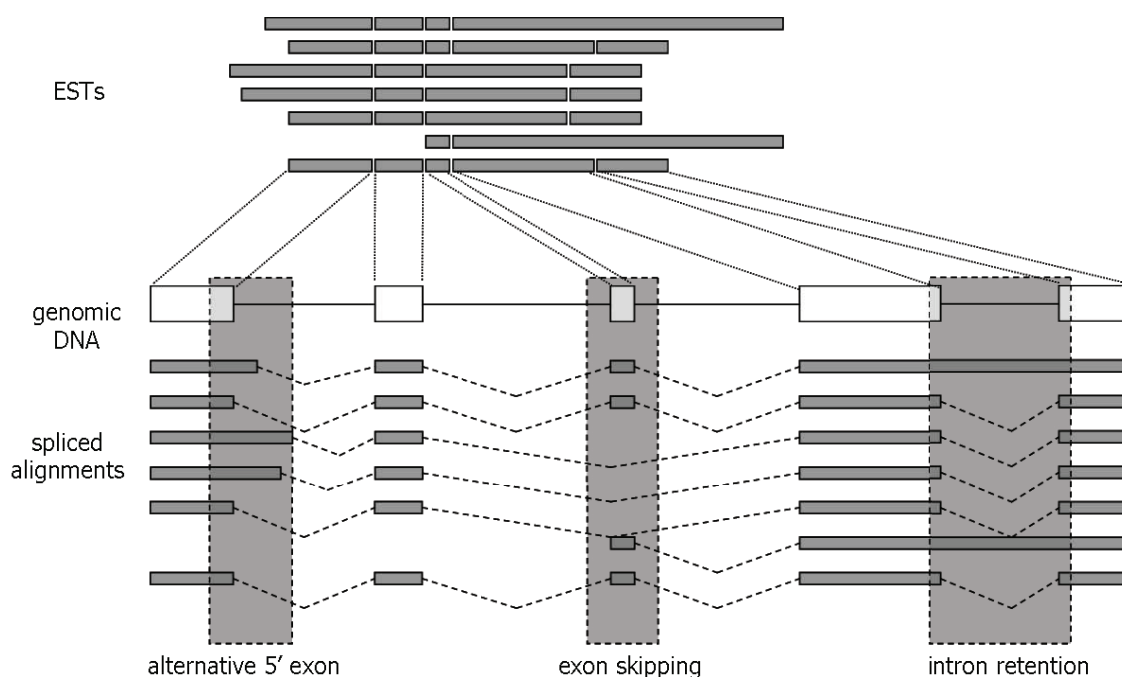 ESTs
genomic
DNA
spliced
alignments
alternative 5' exon
exon skipping
intron retention